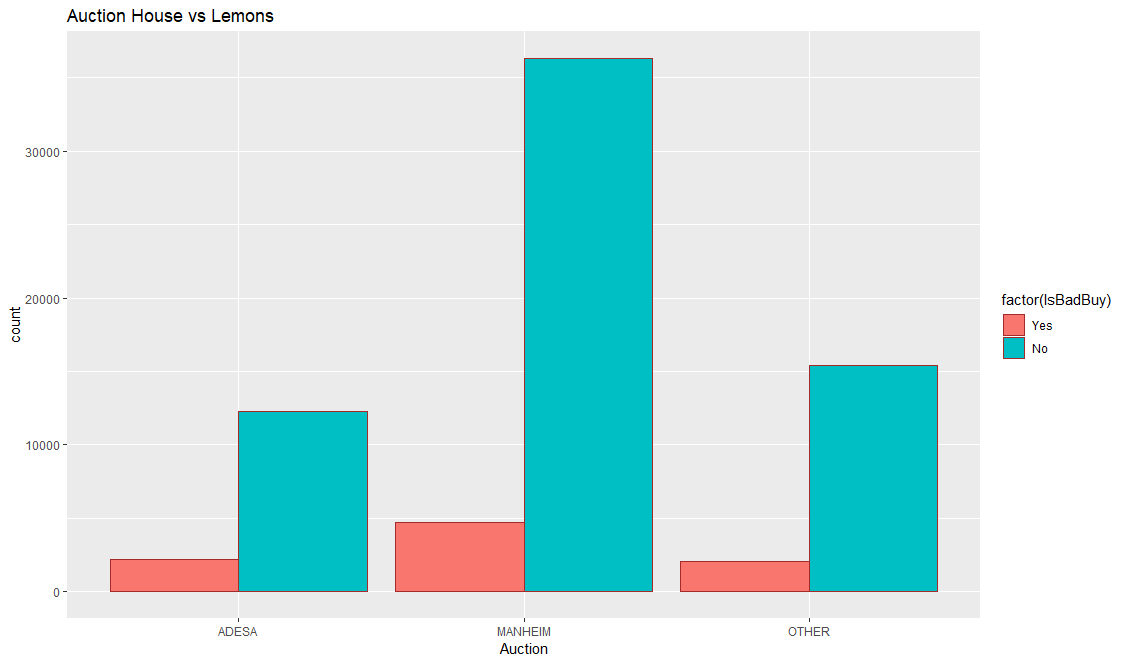 Auction House vs Lemons
30000
20000
10000
0
count
ADESA
MANHEIM
OTHER
Auction
factor(IsBadBuy)
Yes
No